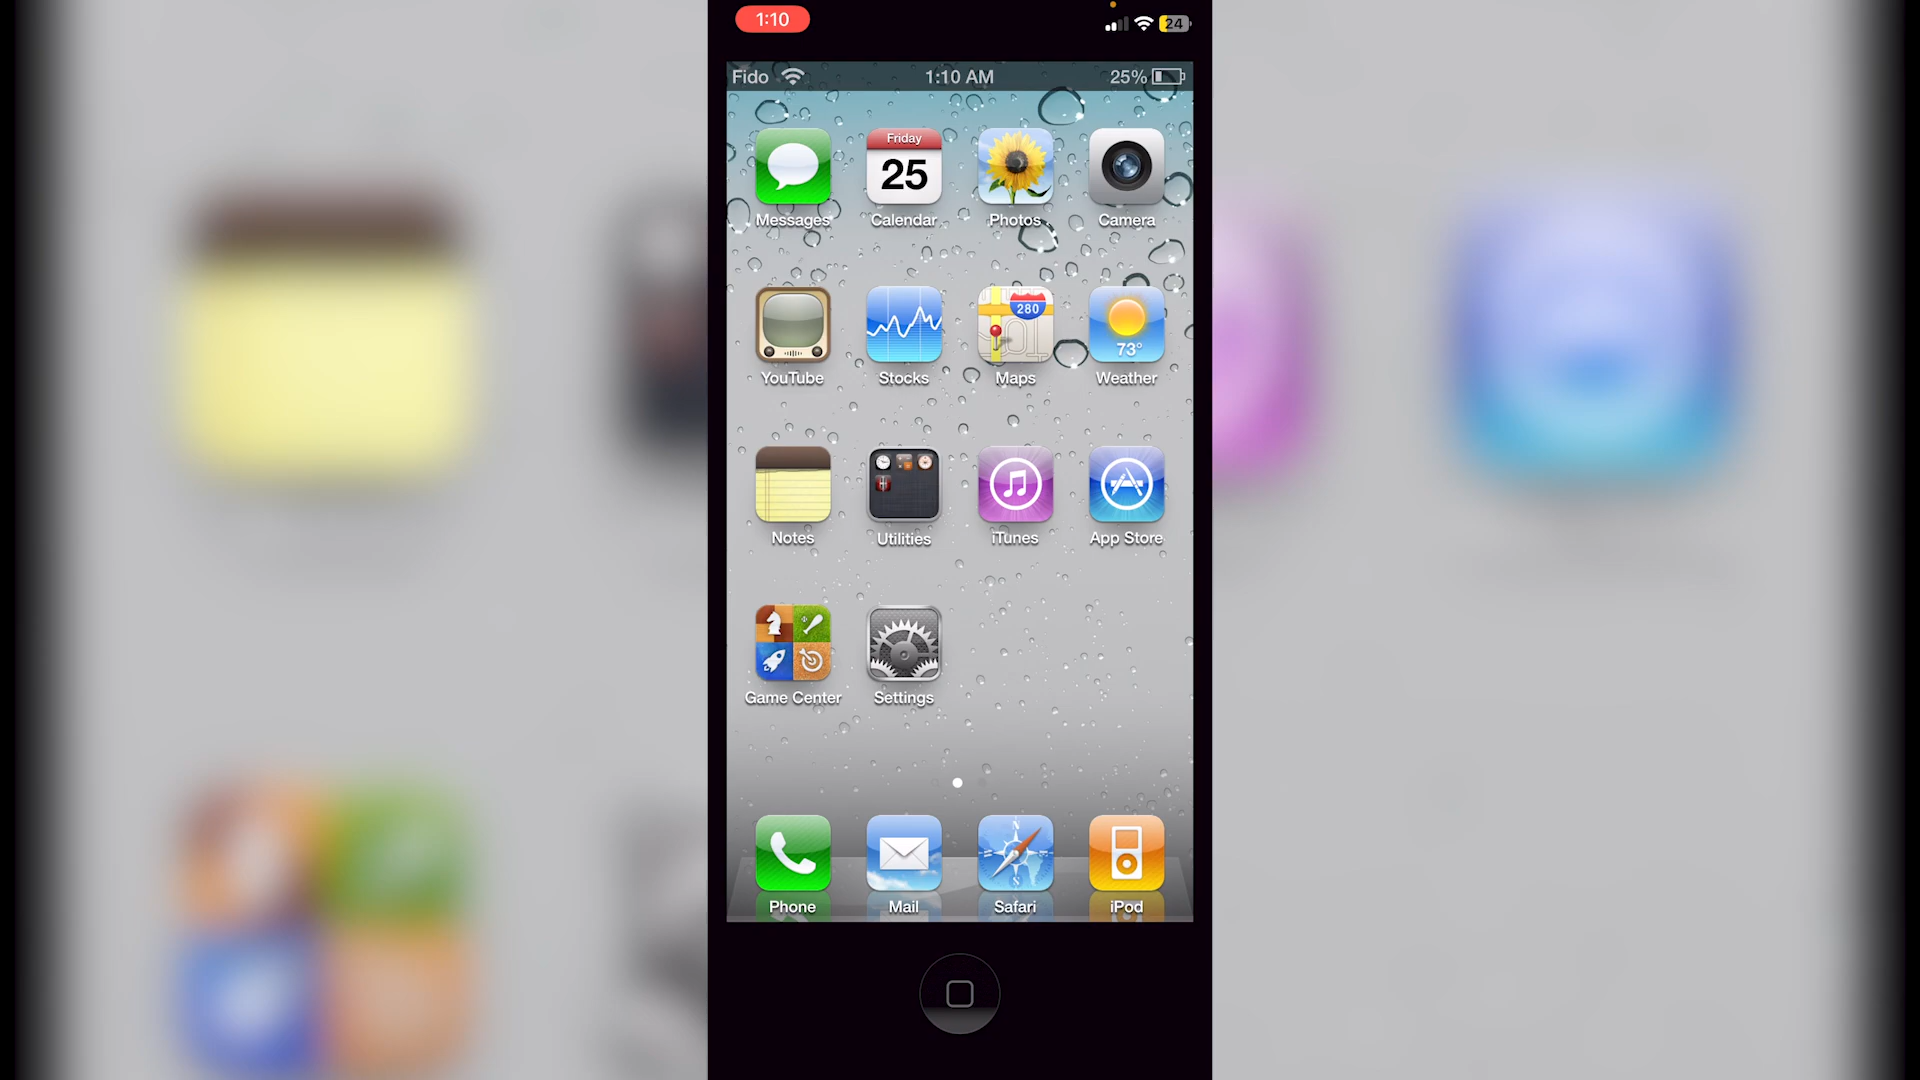 1:10
24
Fido 1:10 AM 25%
Friday
25
Messages Calendar Photos Camera
280
73°
YouTube Stocks Maps Weather
Notes Utilities iTunes App Store
Game Center Settings
N
S
Phone Mail Safari iPod